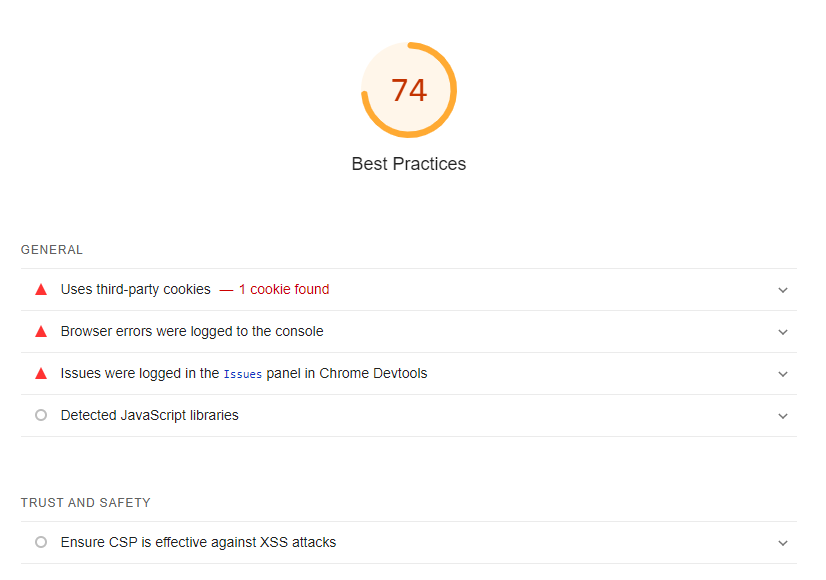 74
Best Practices
GENERAL
Uses third-party cookies — 1 cookie found
Browser errors were logged to the console
Issues were logged in the Issues panel in Chrome Devtools
Detected JavaScript libraries
TRUST AND SAFETY
Ensure CSP is effective against XSS attacks